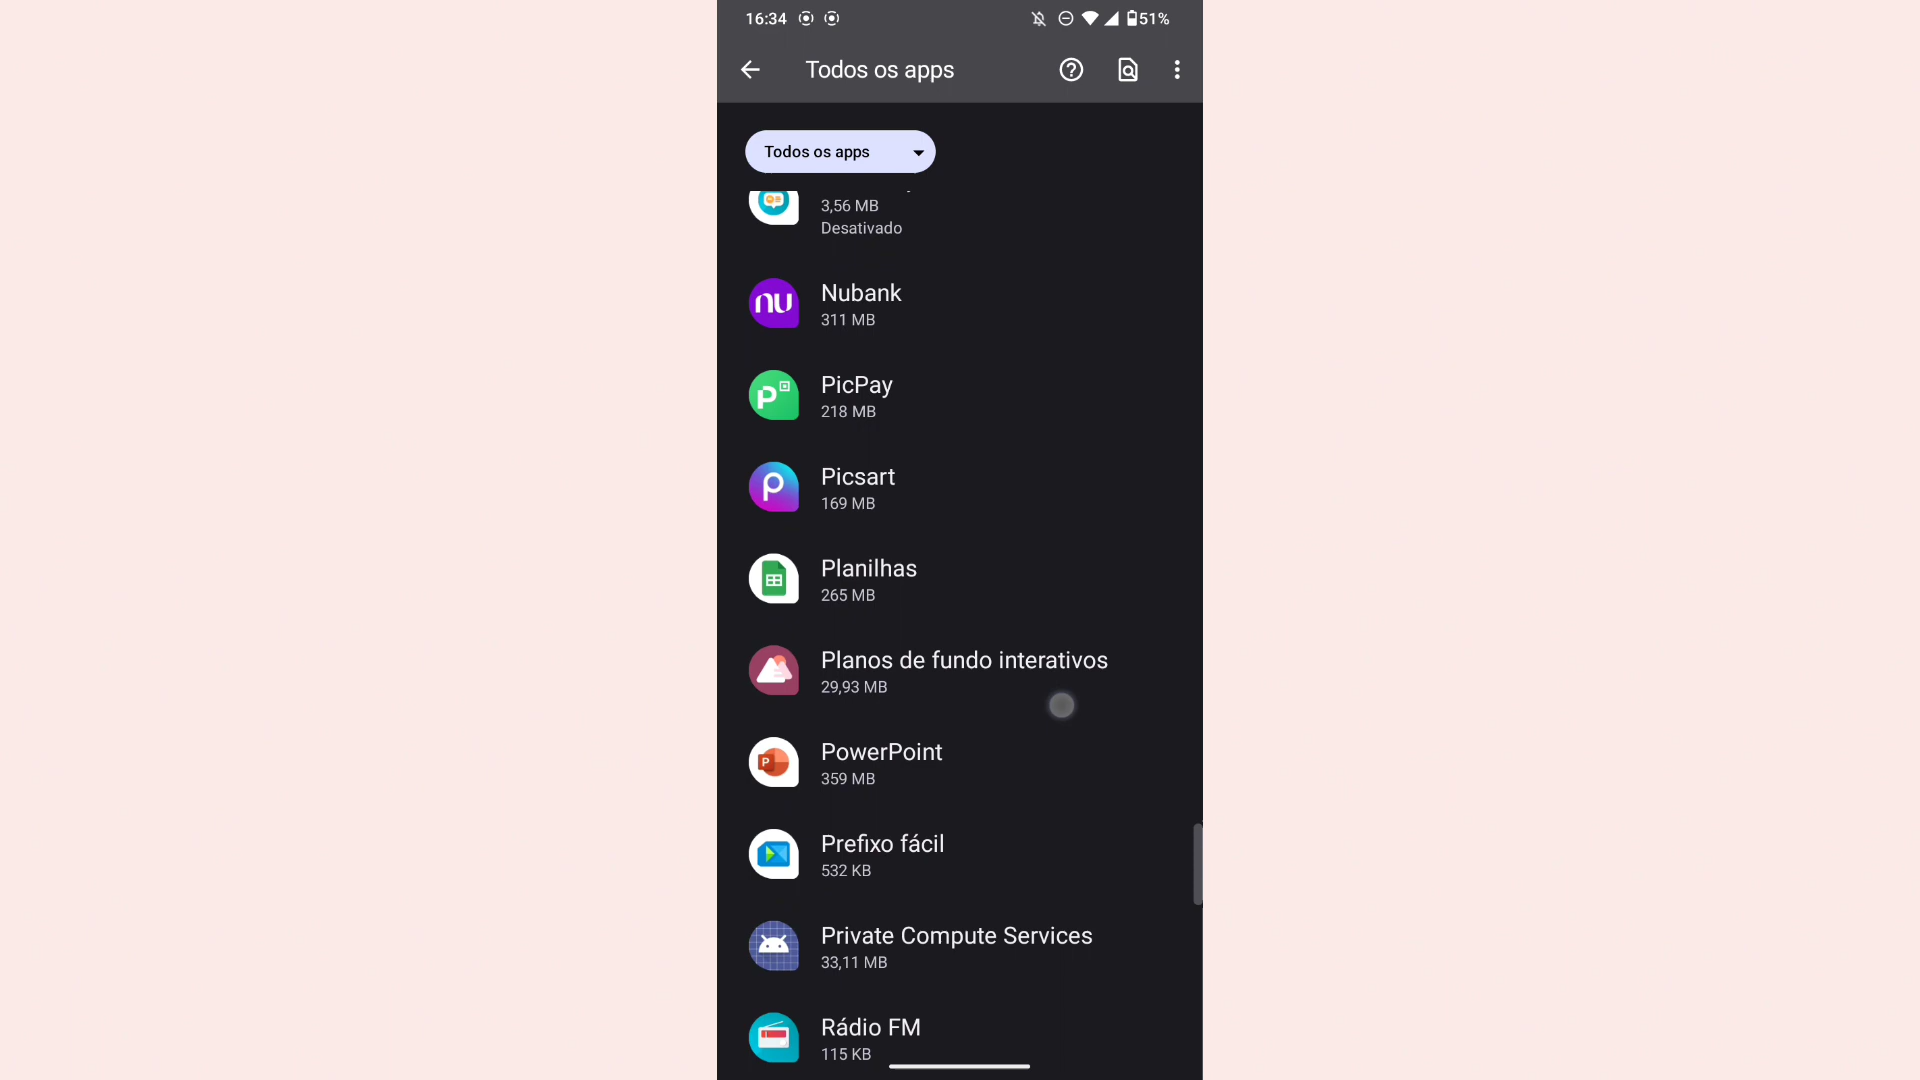 16:34
51%
Todos os apps
Todos os apps
3,56 MB
Desativado
nu
Nubank
311 MB
PicPay
218 MB
Picsart
169 MB
Planilhas
265 MB
Planos de fundo interativos
29,93 MB
P
PowerPoint
359 MB
Prefixo fácil
532 KB
Private Compute Services
33,11 MB
Rádio FM
115 KB